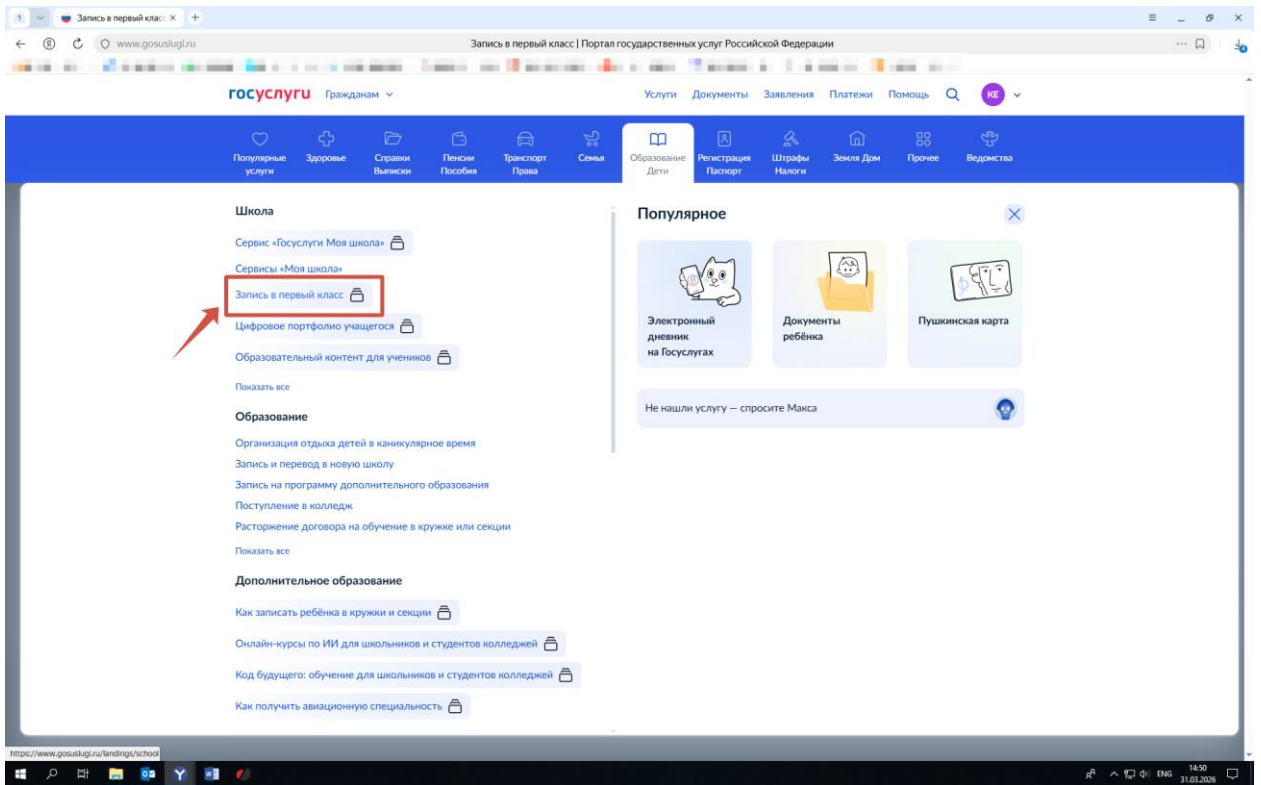 1
Запись в первый клас
www.gosuslugi.ru
Запись в первый класс | Портал государственных услуг Российской Федерации
госуслуги
Гражданам
Услуги Документы Заявления Платежи Помощь
КЕ
Популярные услуги
Здоровье
Справки Выписки
Пенсии Пособия
Транспорт Права
Семья
Образование Дети
Регистрация Паспорт
Штрафы Налоги
Земля Дом
Прочее
Ведомства
Школа
Сервис «Госуслуги Моя школа»
Сервисы «Моя школа»
Запись в первый класс
Цифровое портфолио учащегося
Образовательный контент для учеников
Показать все
Образование
Организация отдыха детей в каникулярное время
Запись и перевод в новую школу
Запись на программу дополнительного образования
Поступление в колледж
Расторжение договора на обучение в кружке или секции
Показать все
Дополнительное образование
Как записать ребёнка в кружки и секции
Онлайн-курсы по ИИ для школьников и студентов колледжей
Код будущего: обучение для школьников и студентов колледжей
Как получить авиационную специальность
Популярное
Электронный
дневник
на Госуслугах
Документы
ребёнка
Пушкинская карта
Не нашли услугу — спросите Макса
https://www.gosuslugi.ru/landings/school
ENG
14:50
31.03.2026